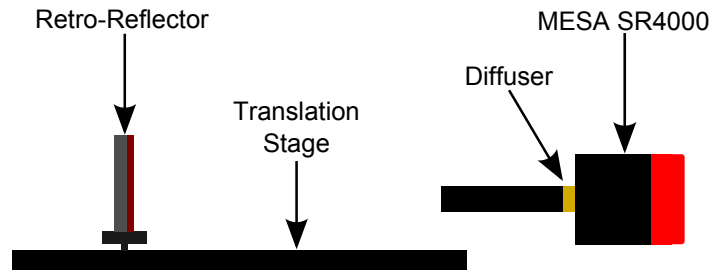 Retro-Reflector
MESA SR4000
Diffuser
Translation
Stage